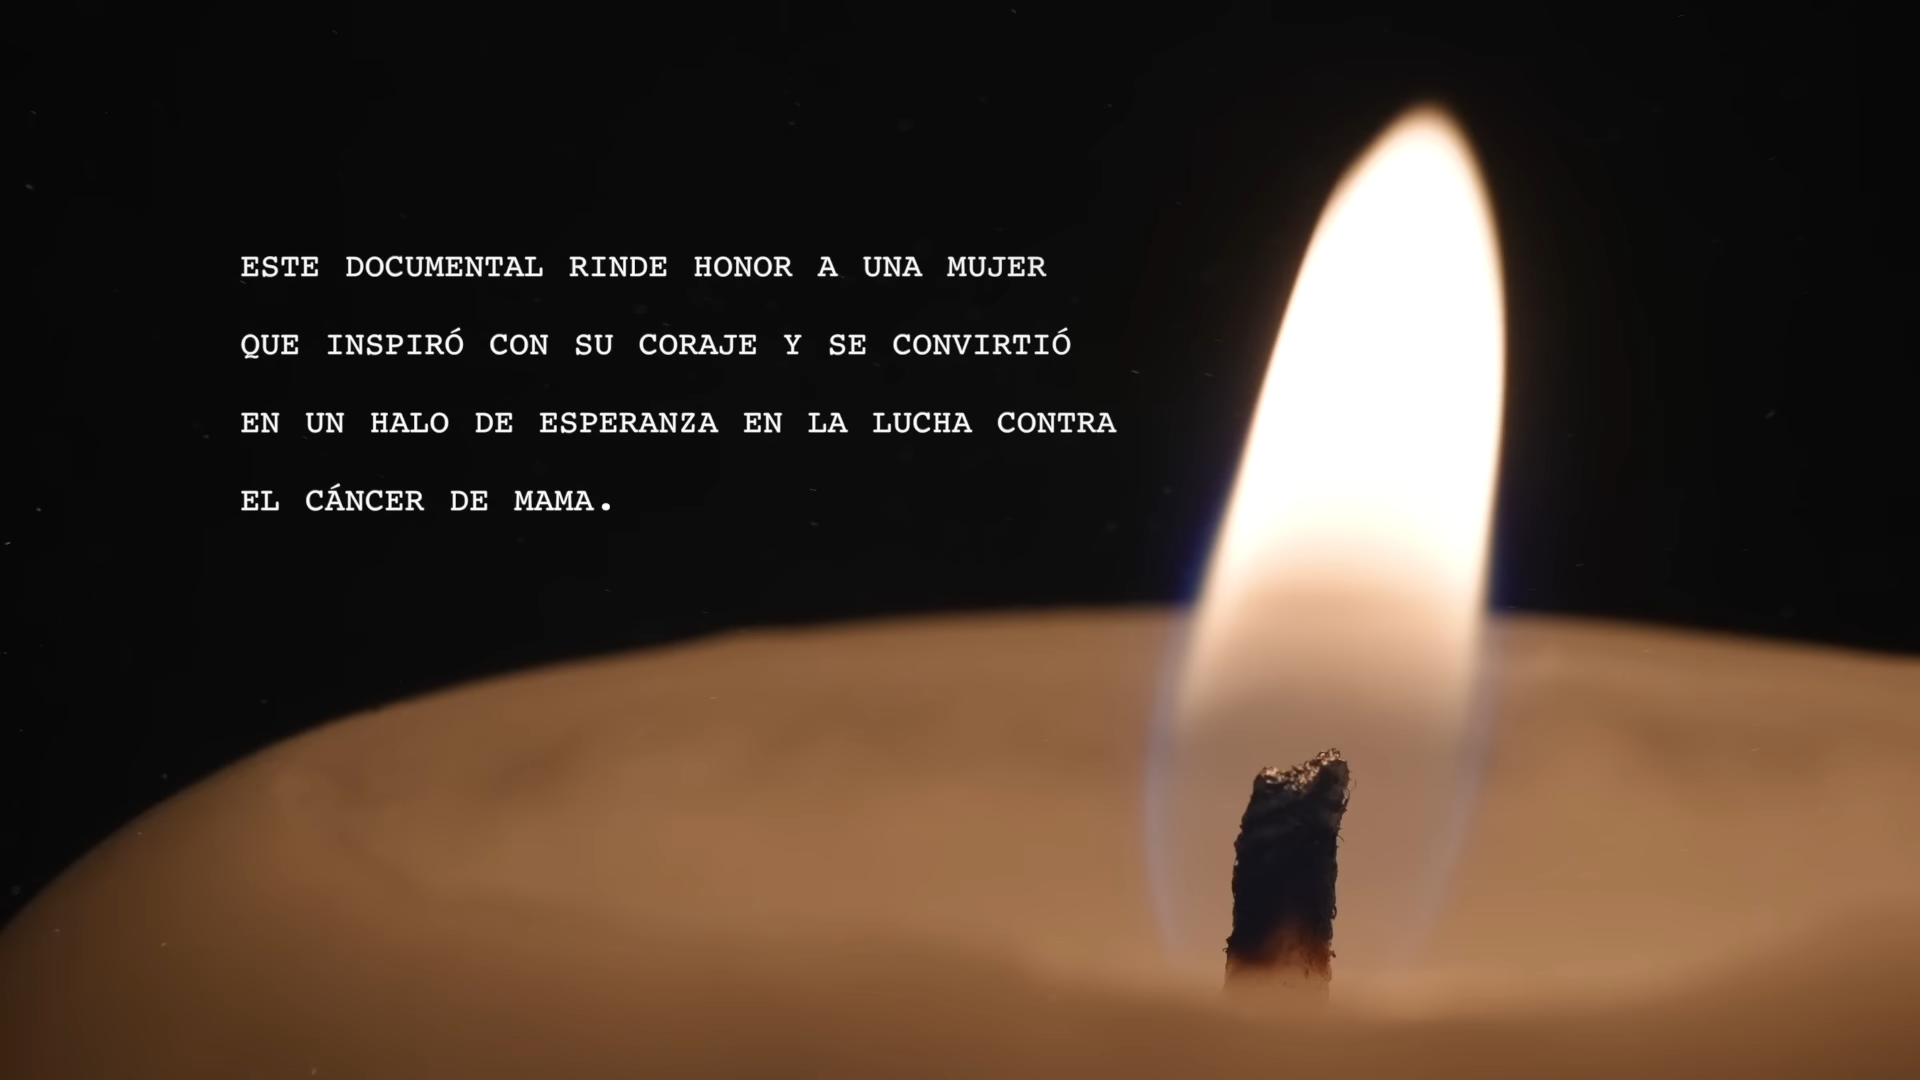 ESTE DOCUMENTAL RINDE HONOR A UNA MUJER
QUE INSPIRÓ CON SU CORAJE Y SE CONVIRTIÓ
EN UN HALO DE ESPERANZA EN LA LUCHA CONTRA
EL CÁNCER DE MAMA.